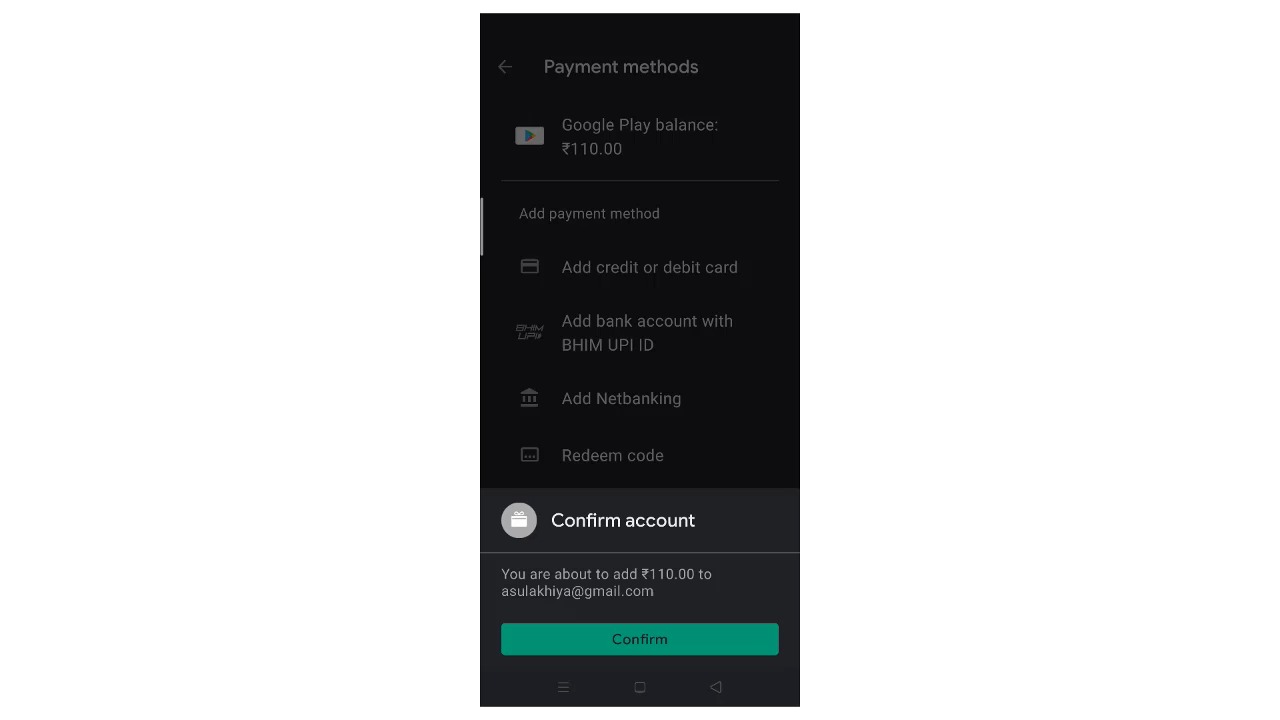 Payment methods
Google Play balance:
₹110.00
Add payment method
Add credit or debit card
BHIM
UPI
Add bank account with
BHIM UPI ID
Add Netbanking
Redeem code
Confirm account
You are about to add ₹110.00 to
asulakhiya@gmail.com
Confirm